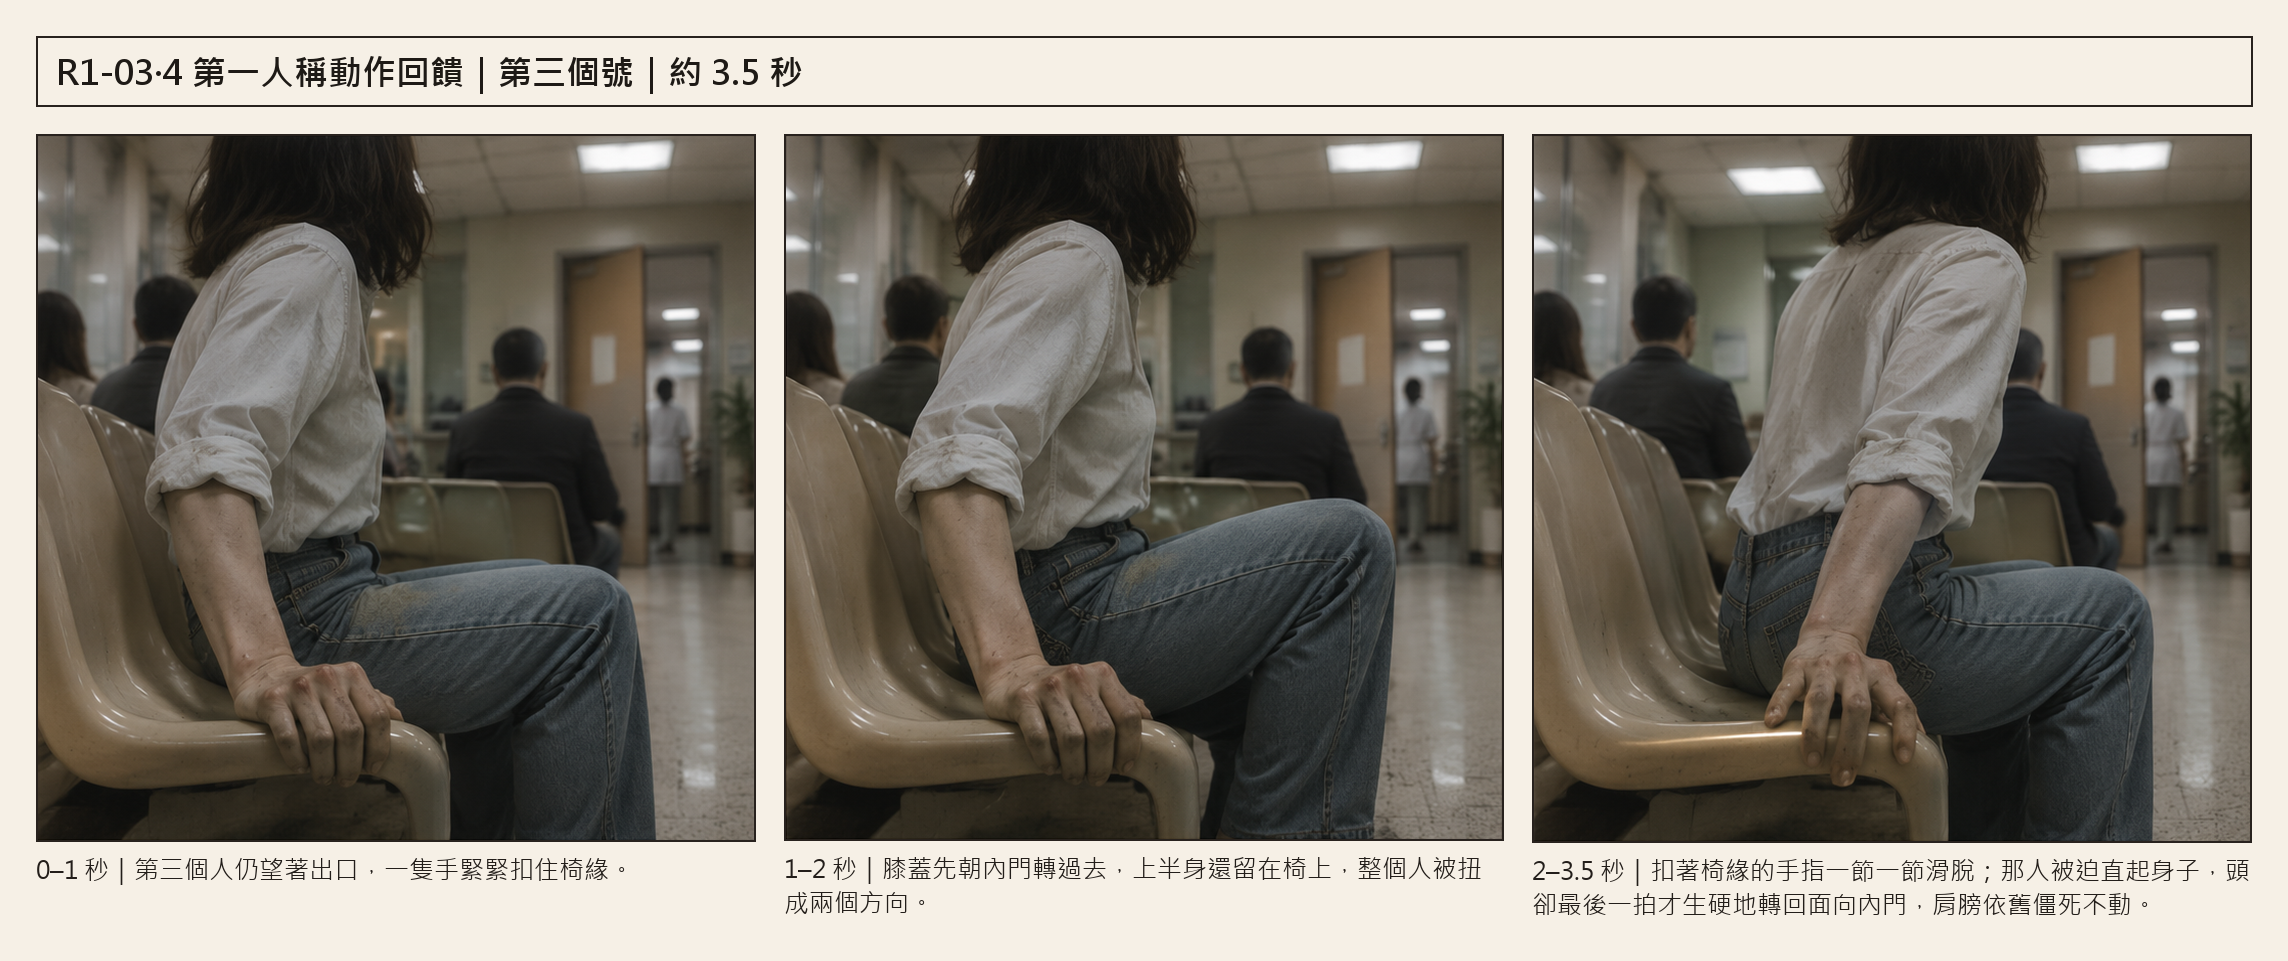 R1-03·4 第一人稱動作回饋｜第三個號｜約 3.5 秒
0–1 秒｜第三個人仍望著出口，一隻手緊緊扣住椅緣。
1–2 秒｜膝蓋先朝內門轉過去，上半身還留在椅上，整個人被扭
成兩個方向。
2–3.5 秒｜扣著椅緣的手指一節一節滑脫；那人被迫直起身子，頭
卻最後一拍才生硬地轉回面向內門，肩膀依舊僵死不動。